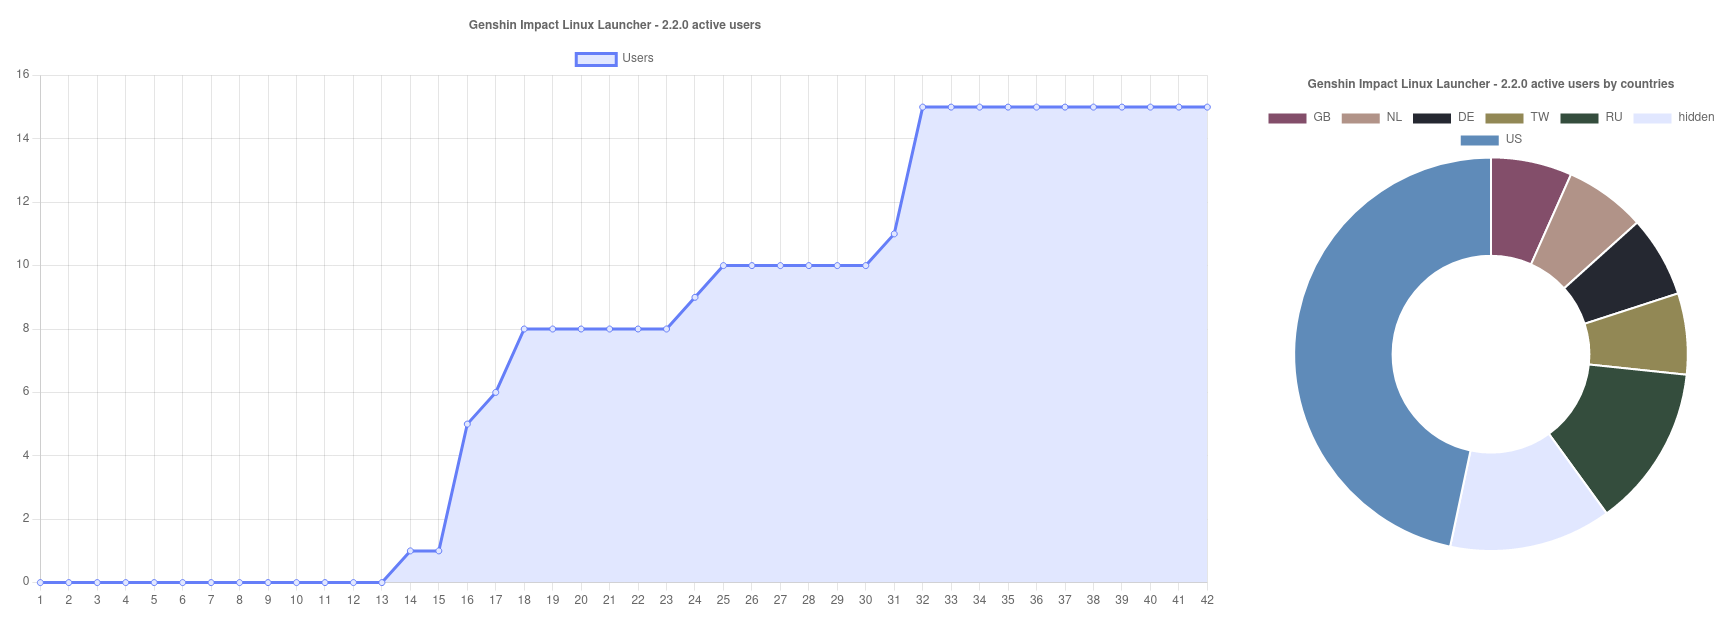 Genshin Impact Linux Launcher - 2.2.0 active users
Users
16
14
12
10
8
6
4
2
0
1 2 3 4 5 6 7 8 9 10 11 12 13 14 15 16 17 18 19 20 21 22 23 24 25 26 27 28 29 30 31 32 33 34 35 36 37 38 39 40 41 42
Genshin Impact Linux Launcher - 2.2.0 active users by countries
GB NL DE TW RU hidden
US